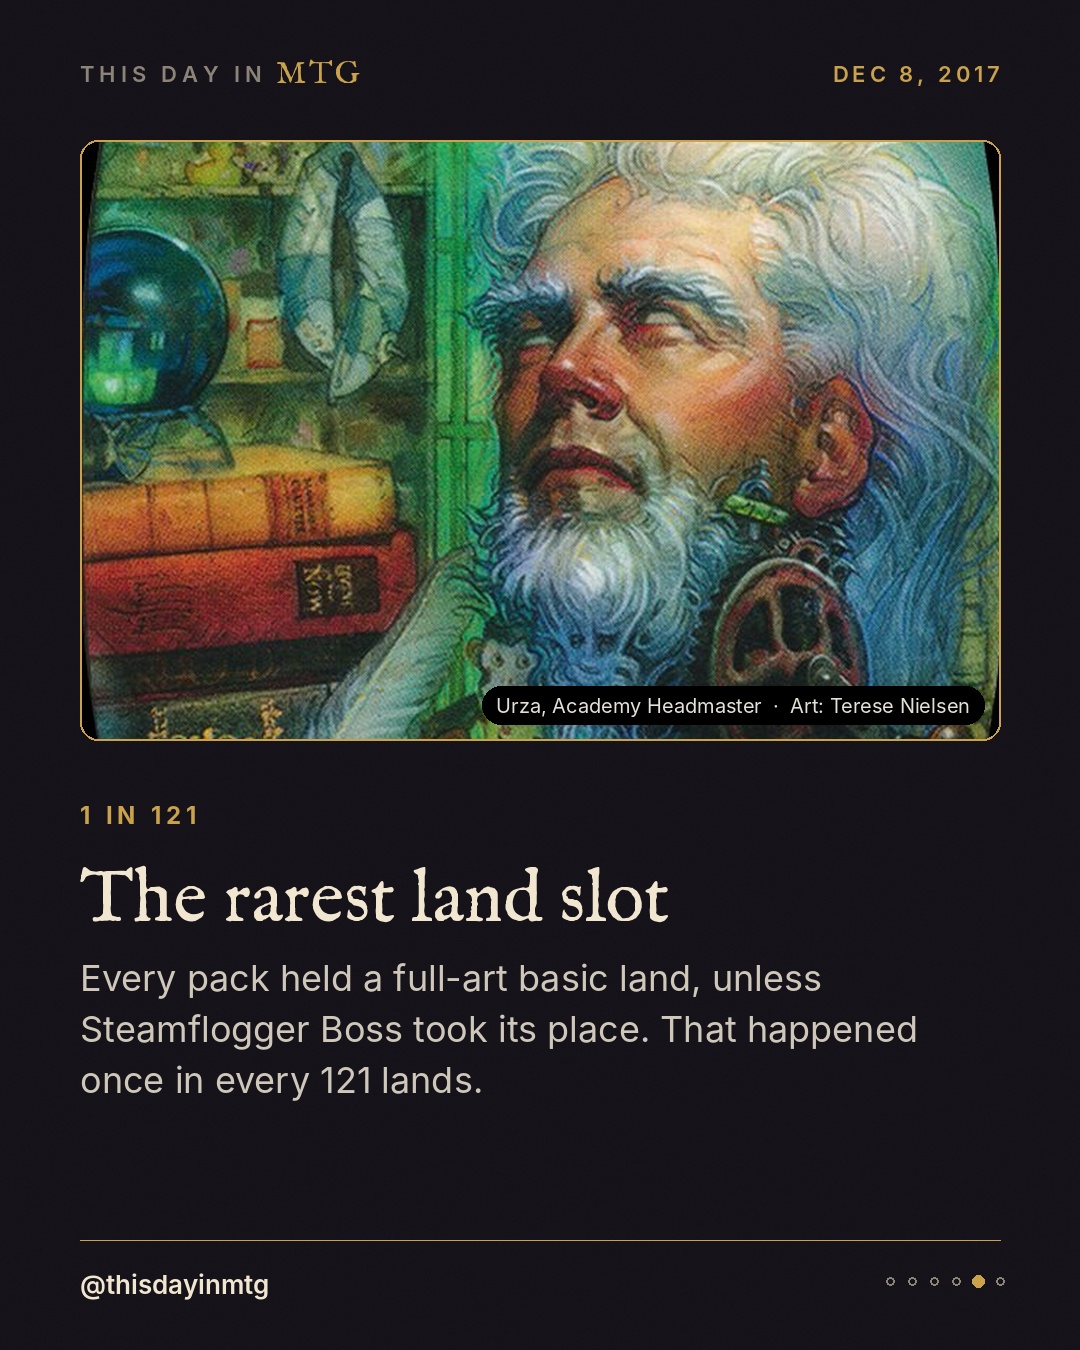 THIS DAY IN MTG
DEC 8, 2017
Urza, Academy Headmaster · Art: Terese Nielsen
1 IN 121
The rarest land slot
Every pack held a full-art basic land, unless
Steamflogger Boss took its place. That happened
once in every 121 lands.
@thisdayinmtg